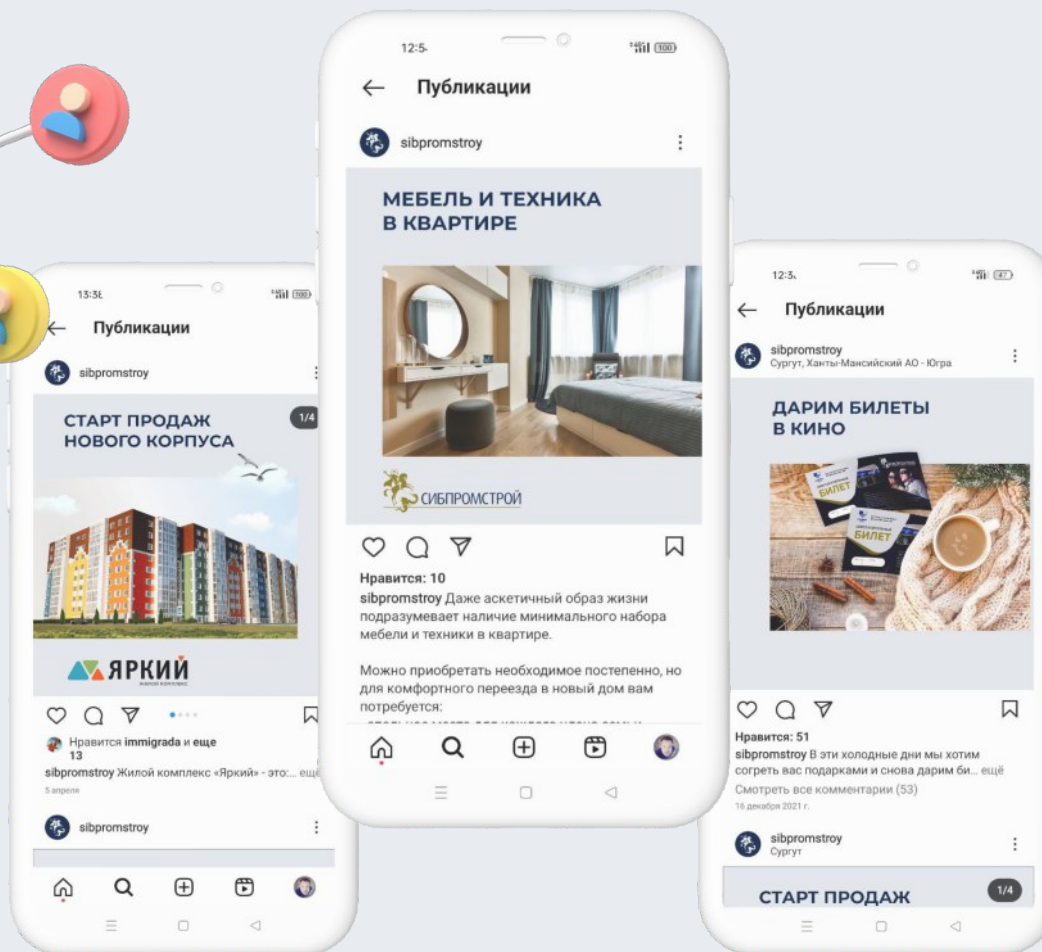 13:38
Публикации
sibpromstroy
СТАРТ ПРОДАЖ
НОВОГО КОРПУСА
1/4
ЯРКИЙ
ЖИЛОЙ КОМПЛЕКС
Нравится immigrada и еще
13
sibpromstroy Жилой комплекс «Яркий» - это:... ещё
5 апреля
sibpromstroy
12:5
100
Публикации
sibpromstroy
МЕБЕЛЬ И ТЕХНИКА
В КВАРТИРЕ
СИБПРОМСТРОЙ
Нравится: 10
sibpromstroy Даже аскетичный образ жизни
подразумевает наличие минимального набора
мебели и техники в квартире.
Можно приобретать необходимое постепенно, но
для комфортного переезда в новый дом вам
потребуется:
12:3
47
Публикации
sibpromstroy
Сургут, Ханты-Мансийский АО - Югра
ДАРИМ БИЛЕТЫ
В КИНО
БИЛЕТ
БИЛЕТ
Нравится: 51
sibpromstroy В эти холодные дни мы хотим
согреть вас подарками и снова дарим би... ещё
Смотреть все комментарии (53)
16 декабря 2021 г.
sibpromstroy
Сургут
СТАРТ ПРОДАЖ
1/4